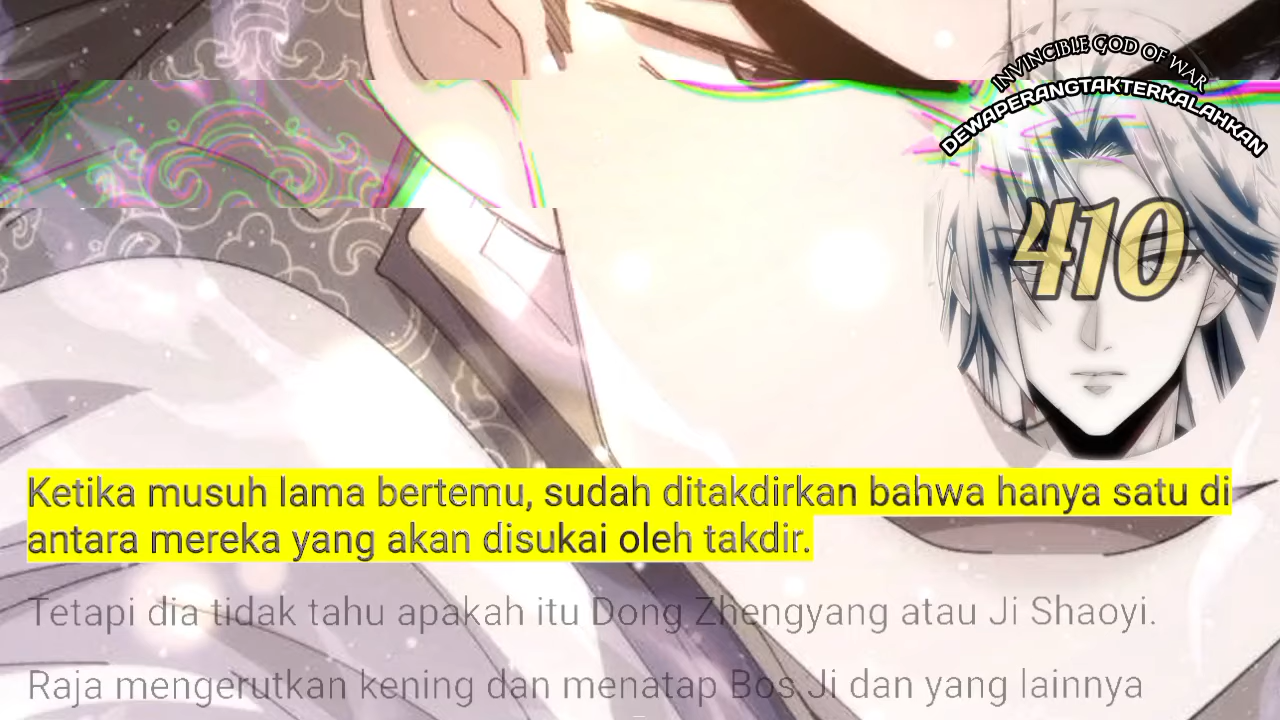 INVINCIBLE GOD OF WAR
DEWAPERANGTAKTERKALAHKAN
410
Ketika musuh lama bertemu, sudah ditakdirkan bahwa hanya satu di
antara mereka yang akan disukai oleh takdir.
Tetapi dia tidak tahu apakah itu Dong Zhengyang atau Ji Shaoyi.
Raja mengerutkan kening dan menatap Bos Ji dan yang lainnya